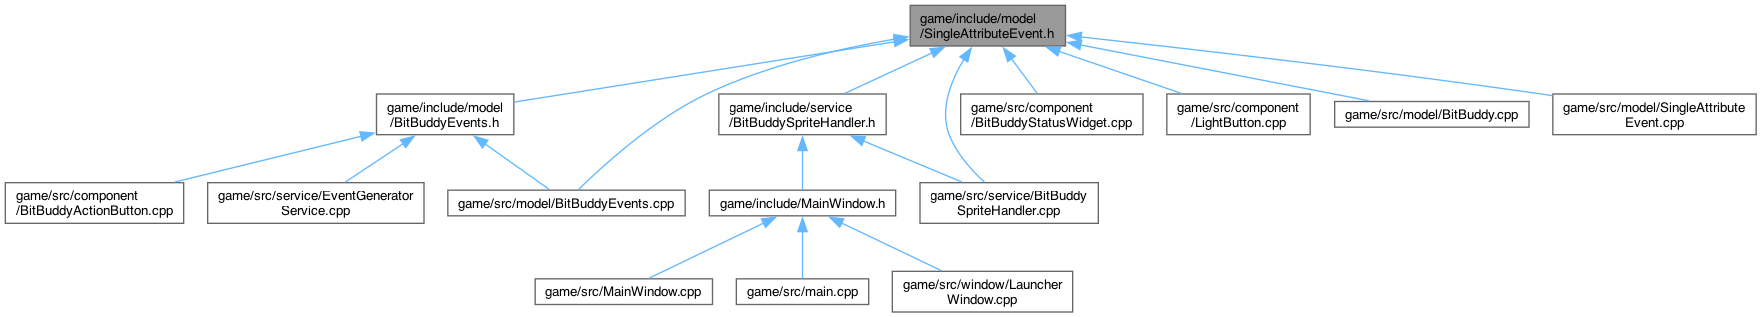 game/include/model
/SingleAttributeEvent.h
game/include/model
/BitBuddyEvents.h
game/include/service
/BitBuddySpriteHandler.h
game/src/component
/BitBuddyStatusWidget.cpp
game/src/component
/LightButton.cpp
game/src/model/BitBuddy.cpp
game/src/model/SingleAttribute
Event.cpp
game/src/component
/BitBuddyActionButton.cpp
game/src/service/EventGenerator
Service.cpp
game/src/model/BitBuddyEvents.cpp
game/include/MainWindow.h
game/src/service/BitBuddy
SpriteHandler.cpp
game/src/MainWindow.cpp
game/src/main.cpp
game/src/window/Launcher
Window.cpp